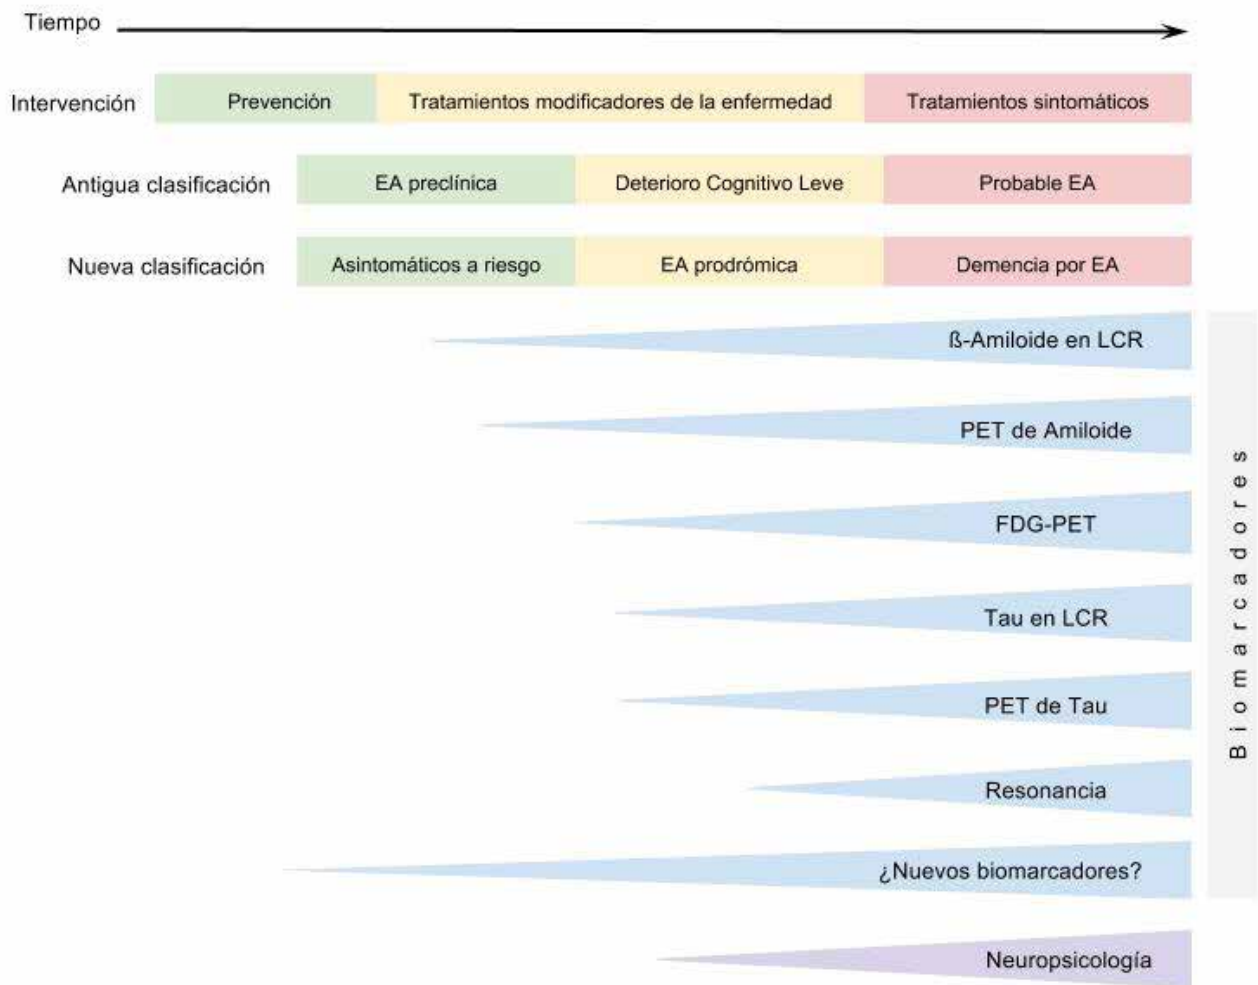 Tiempo
Intervención
Prevención
Tratamientos modificadores de la enfermedad
Tratamientos sintomáticos
Antigua clasificación
EA preclínica
Deterioro Cognitivo Leve
Probable EA
Nueva clasificación
Asintomáticos a riesgo
EA prodrómica
Demencia por EA
ß-Amiloide en LCR
PET de Amiloide
FDG-PET
Tau en LCR
PET de Tau
Resonancia
¿Nuevos biomarcadores?
Neuropsicología
Biomarcadores